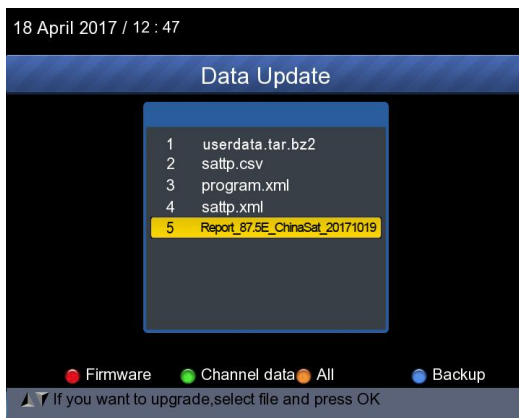 18 April 2017 / 12 : 47
Data Update
1 userdata.tar.bz2
2 sattp.csv
3 program.xml
4 sattp.xml
5 Report_87.5E_ChinaSat_20171019
Firmware Channel data All Backup
If you want to upgrade,select file and press OK